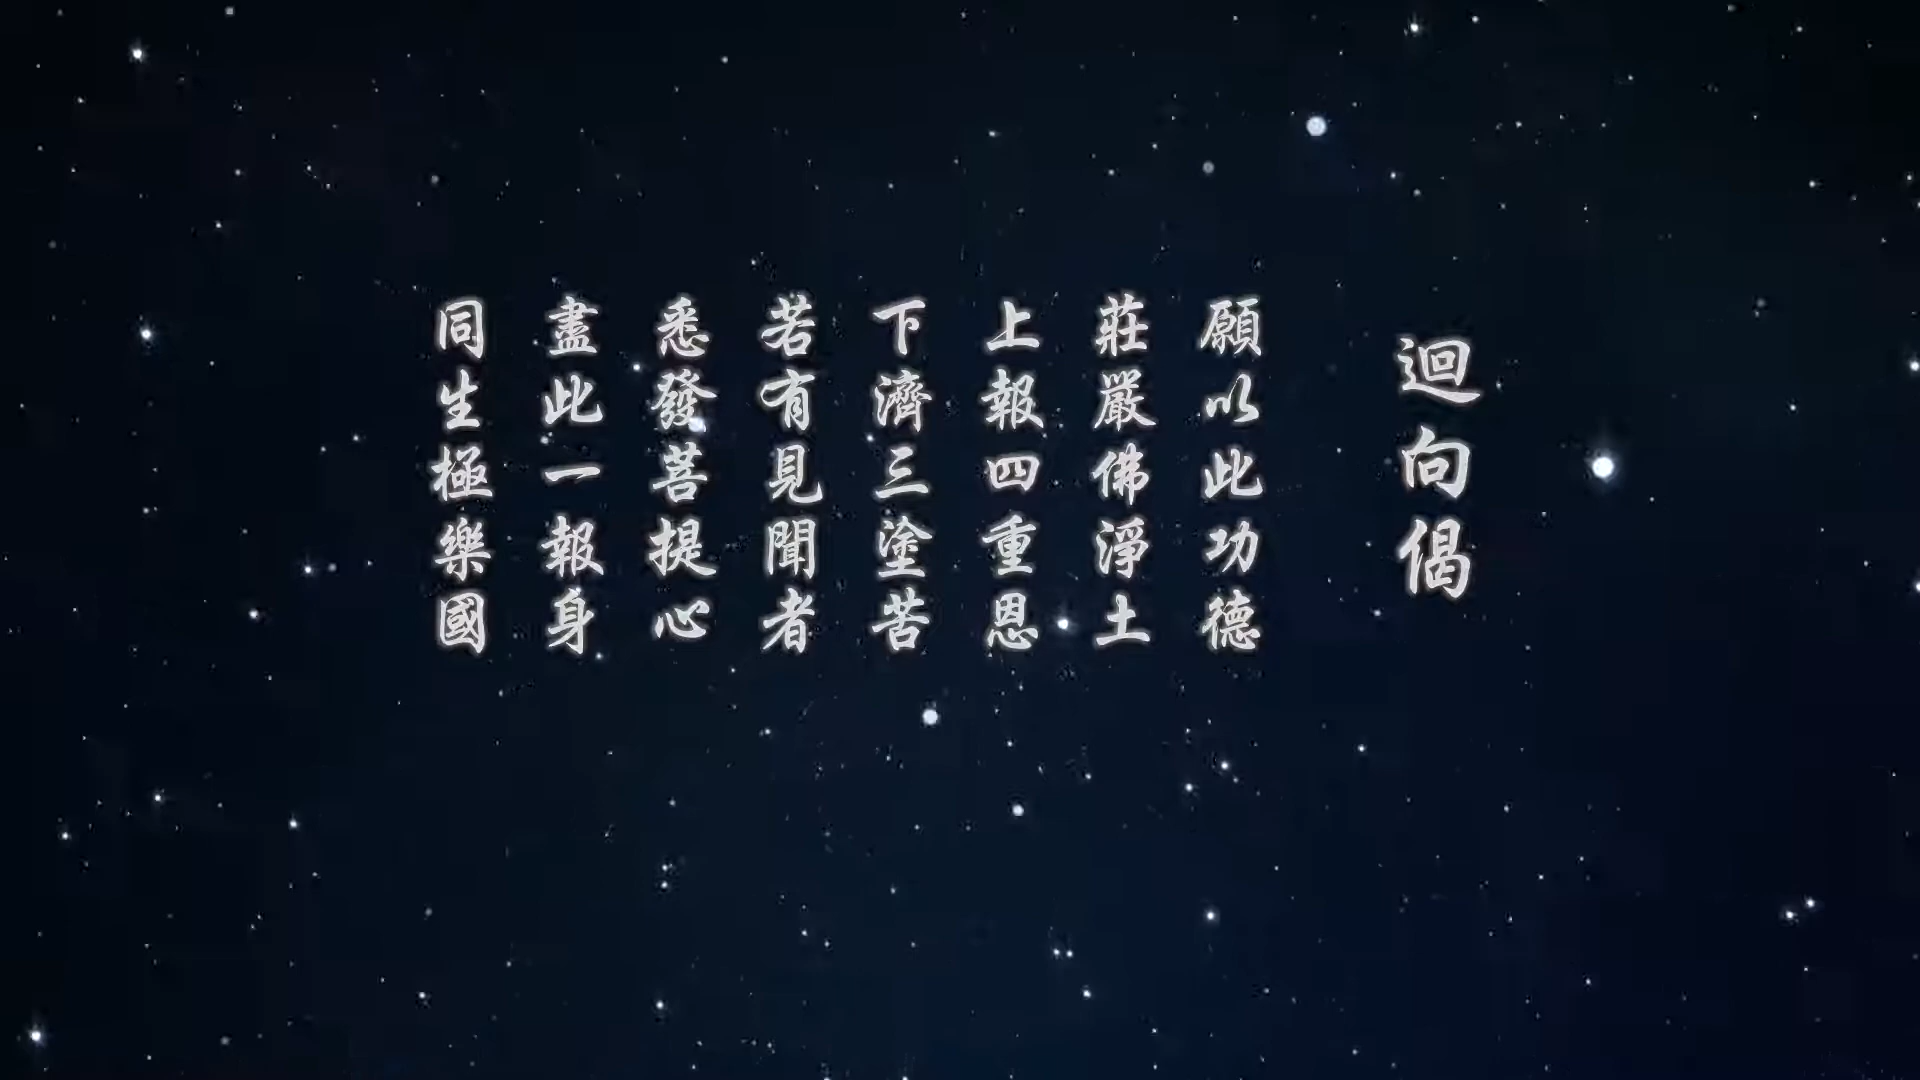 迴向偈
願以此功德
莊嚴佛淨土
上報四重恩
下濟三塗苦
若有見聞者
悉發菩提心
盡此一報身
同生極樂國